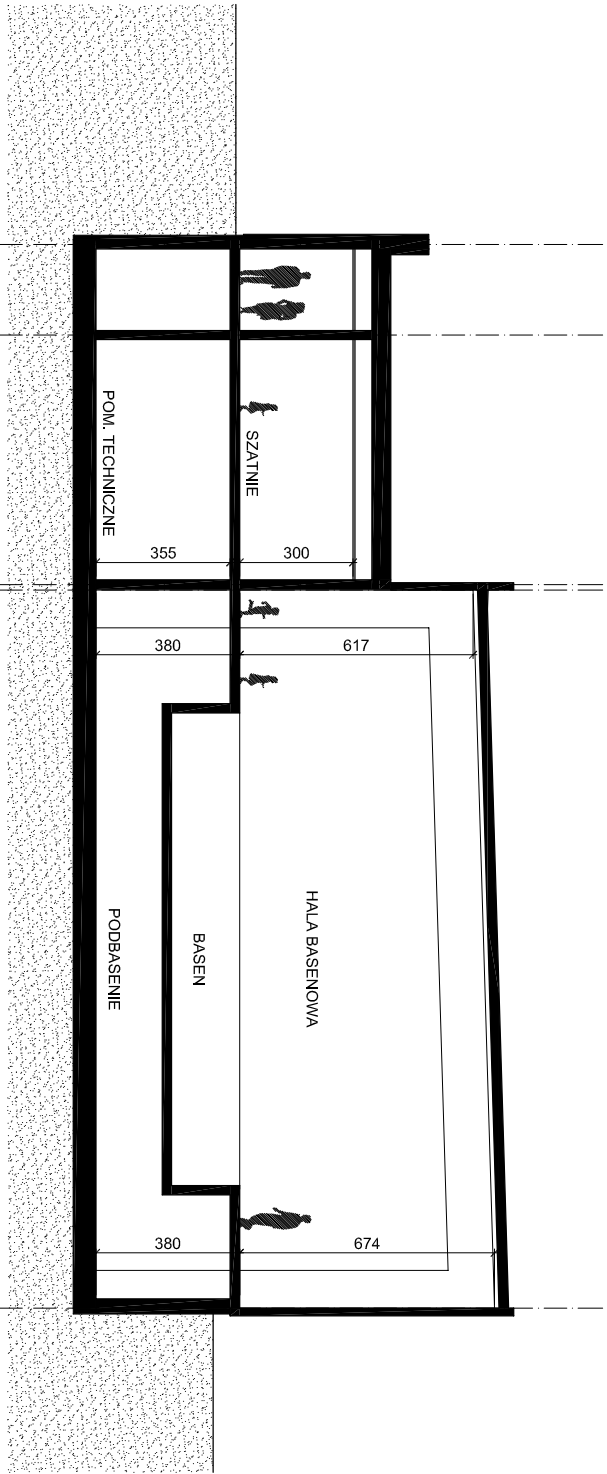 SZATNIE
POM. TECHNICZNE
300
355
617
380
HALA BASENOWA
BASEN
PODBASENIE
674
380